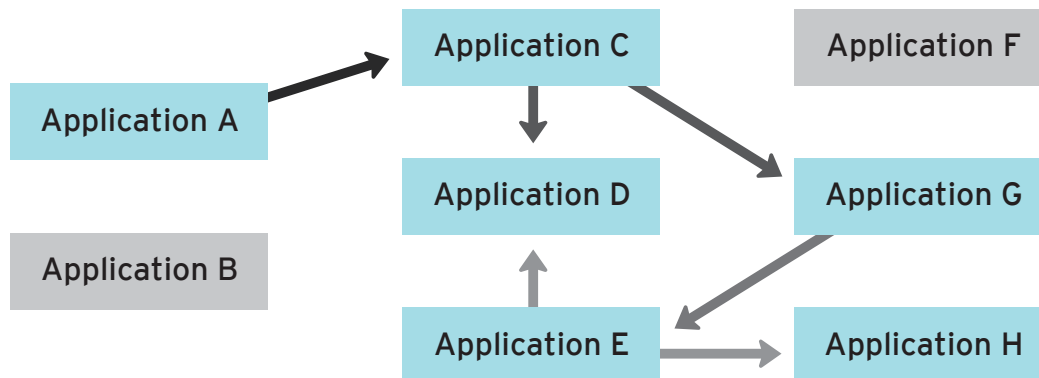 Application A
Application B
Application C
Application D
Application E
Application F
Application G
Application H